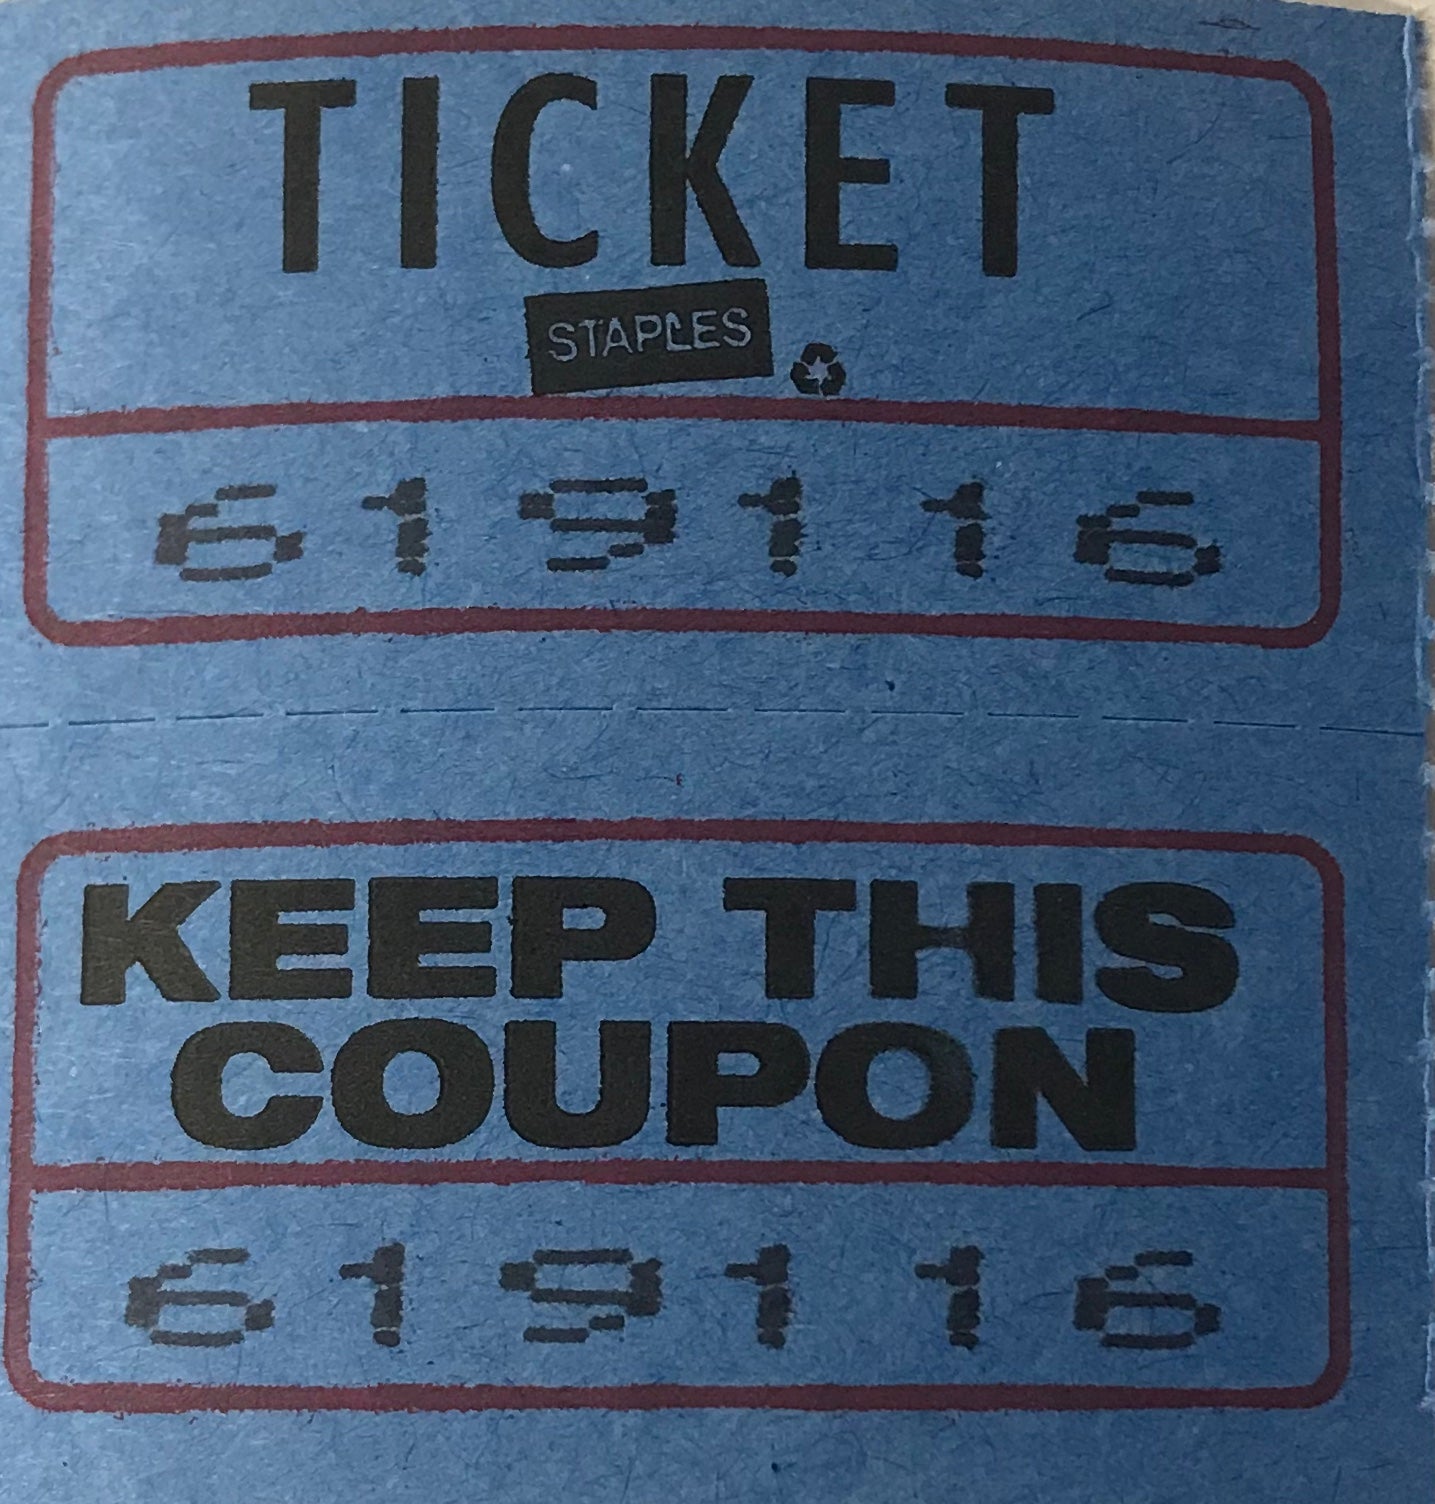 TICKET
STAPLES
619116
KEEP THIS
COUPON
619116